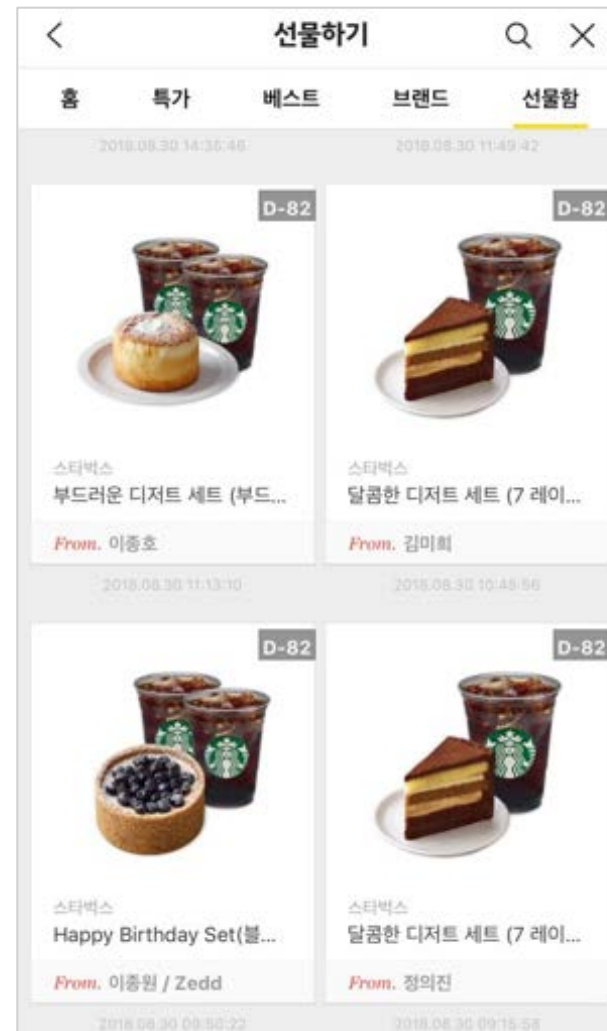 선물하기
홈 특가 베스트 브랜드 선물함
2018.08.30 14:35:46 2018.08.30 11:49:42
D-82 D-82
스타벅스 스타벅스
부드러운 디저트 세트 (부드... 달콤한 디저트 세트 (7 레이...
From. 이종호 From. 김미희
2018.08.30 11:13:10 2018.08.30 10:48:56
D-82 D-82
스타벅스 스타벅스
Happy Birthday Set(블... 달콤한 디저트 세트 (7 레이...
From. 이종원 / Zedd From. 정의진
2018.08.30 09:50:22 2018.08.30 09:15:58